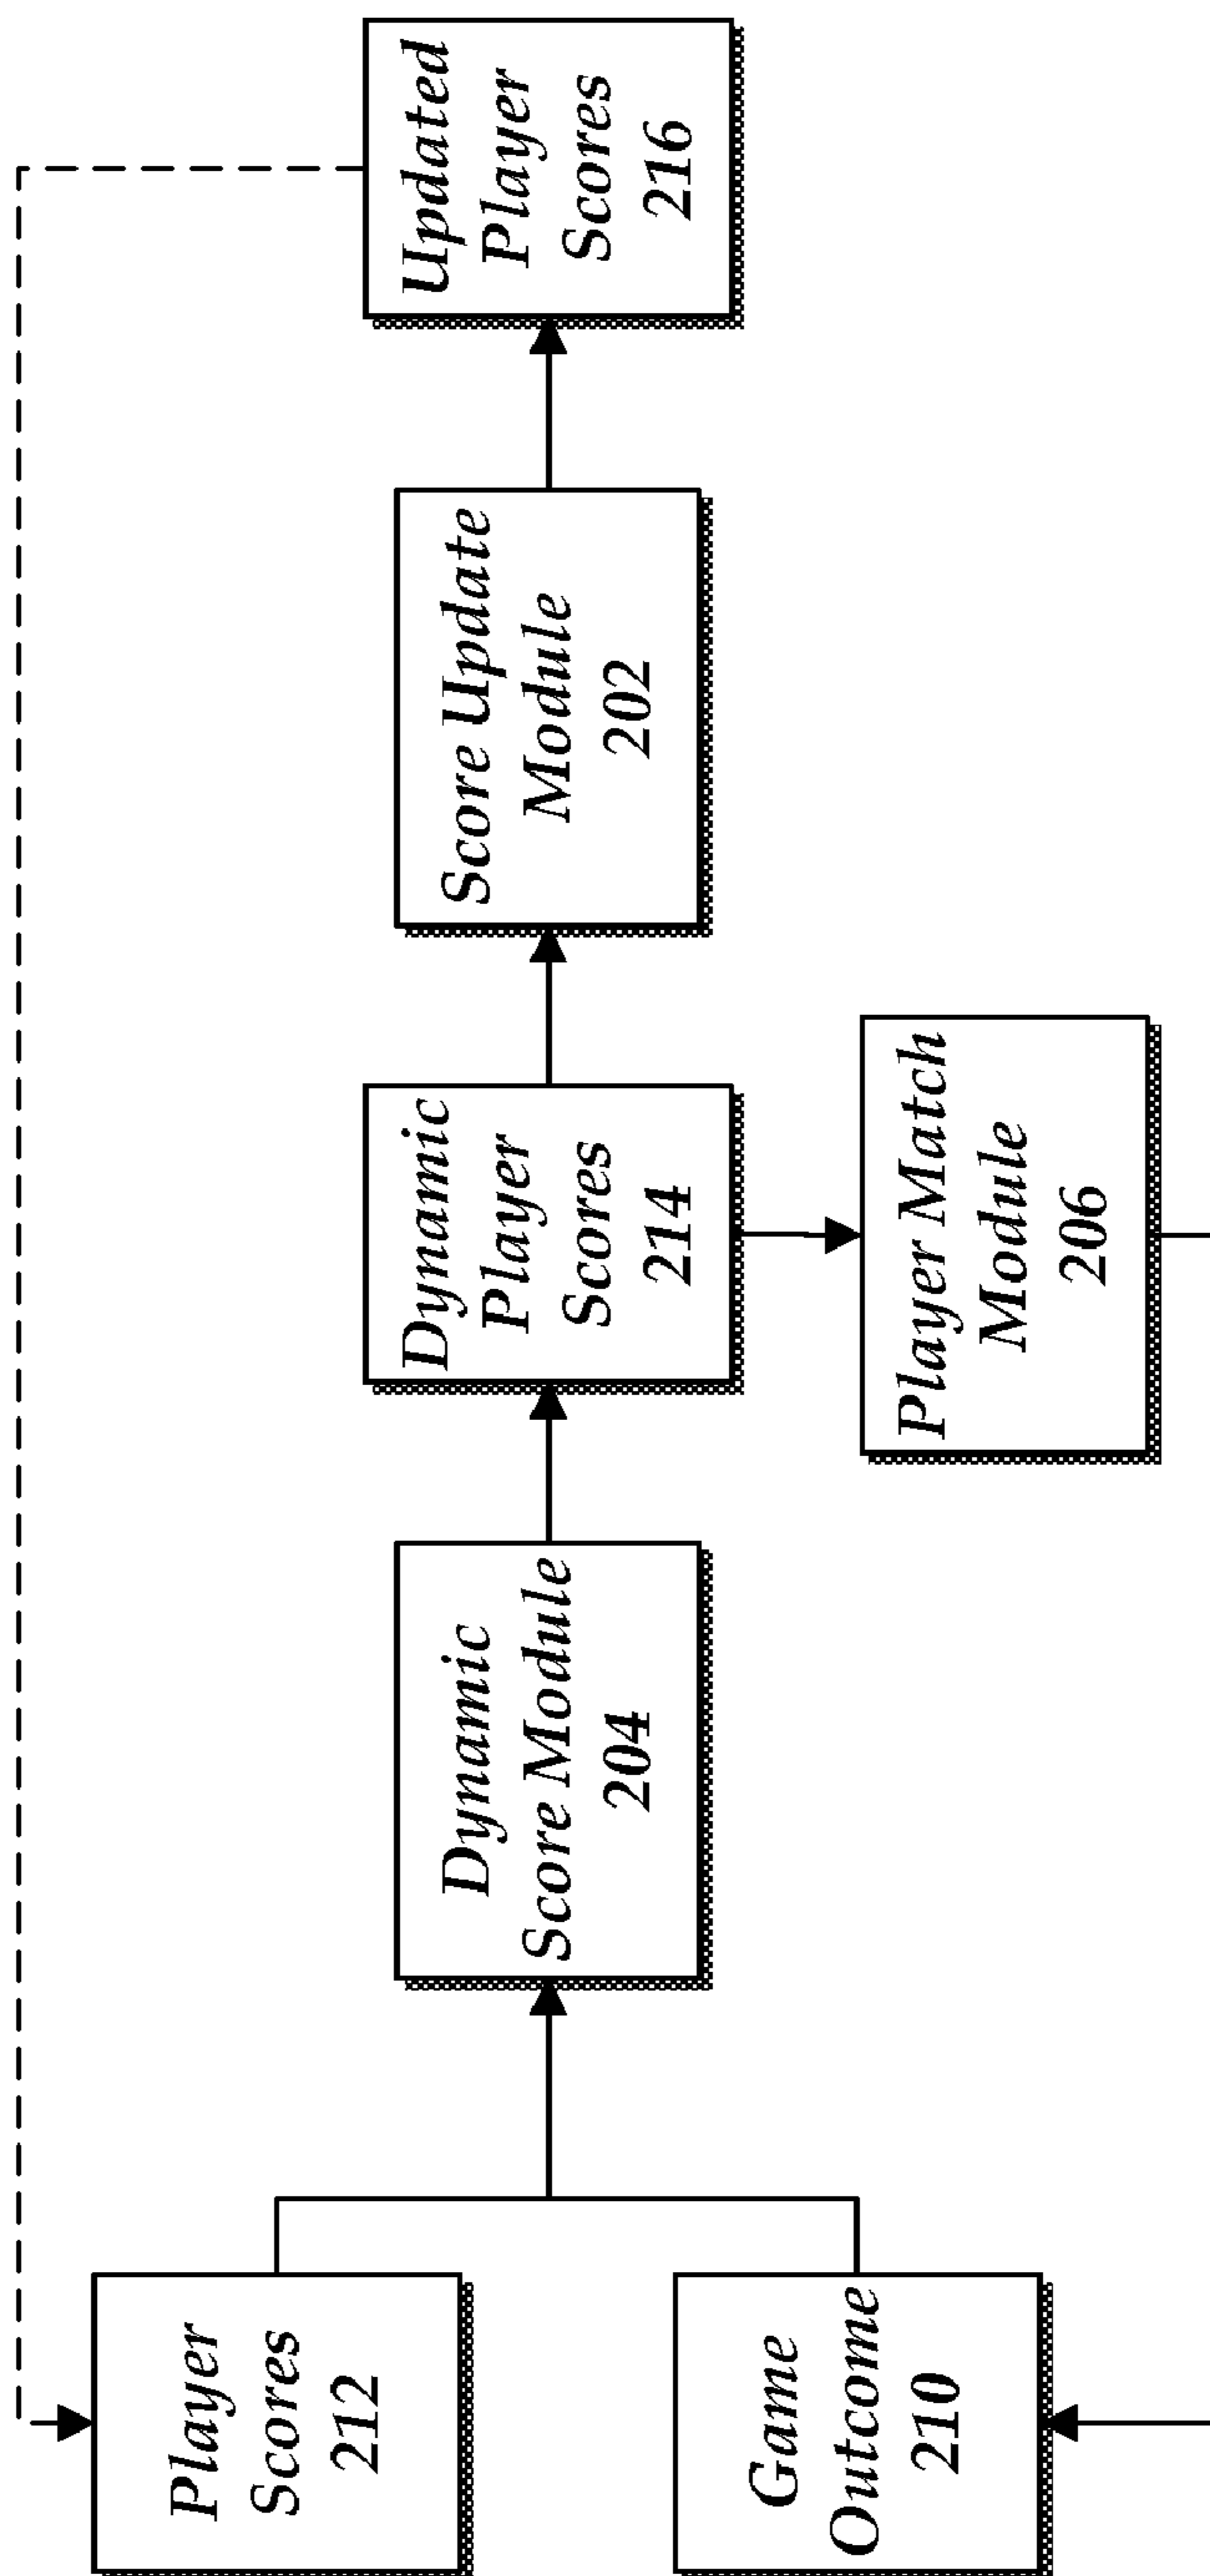 Player
Scores
212
Game
Outcome
210
Dynamic
Score Module
204
Dynamic
Player
Scores
214
Player Match
Module
206
Score Update
Module
202
Updated
Player
Scores
216